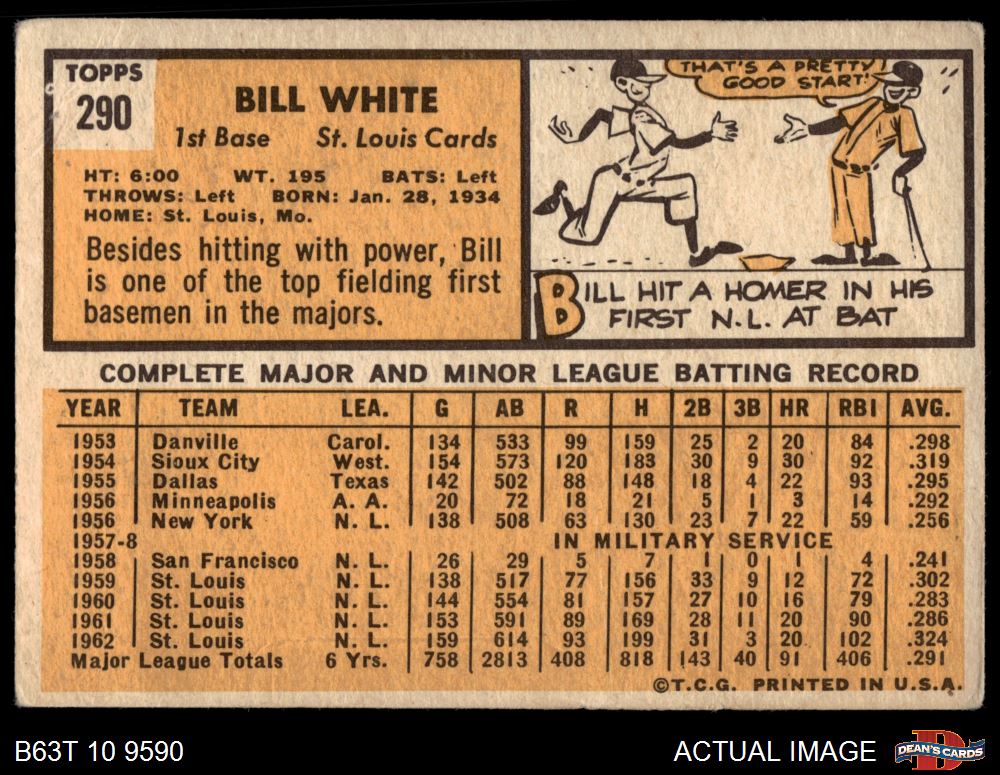 TOPPS
290
BILL WHITE
1st Base St. Louis Cards
HT: 6:00 WT. 195 BATS: Left
THROWS: Left BORN: Jan. 28, 1934
HOME: St. Louis, Mo.
Besides hitting with power, Bill
is one of the top fielding first
basemen in the majors.
THAT'S A PRETTY
GOOD START!
BILL HIT A HOMER IN HIS
FIRST N.L. AT BAT
COMPLETE MAJOR AND MINOR LEAGUE BATTING RECORD
YEAR TEAM LEA. G AB R H 2B 3B HR RBI AVG.
1953 Danville Carol. 134 533 99 159 25 2 20 84 .298
1954 Sioux City West. 154 573 120 183 30 9 30 92 .319
1955 Dallas Texas 142 502 88 148 18 4 22 93 .295
1956 Minneapolis A. A. 20 72 18 21 5 1 3 14 .292
1956 New York N. L. 138 508 63 130 23 7 22 59 .256
1957-8 IN MILITARY SERVICE
1958 San Francisco N. L. 26 29 5 7 1 0 1 4 .241
1959 St. Louis N. L. 138 517 77 156 33 9 12 72 .302
1960 St. Louis N. L. 144 554 81 157 27 10 16 79 .283
1961 St. Louis N. L. 153 591 89 169 28 11 20 90 .286
1962 St. Louis N. L. 159 614 93 199 31 3 20 102 .324
Major League Totals 6 Yrs. 758 2813 408 818 143 40 91 406 .291
©T.C.G. PRINTED IN U.S.A.
B63T 10 9590
ACTUAL IMAGE
DEAN'S CARDS